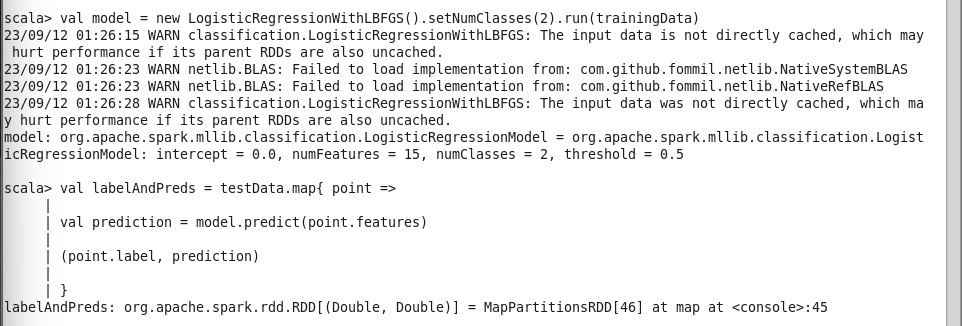 scala> val model = new LogisticRegressionWithLBFGS().setNumClasses(2).run(trainingData)
23/09/12 01:26:15 WARN classification.LogisticRegressionWithLBFGS: The input data is not directly cached, which may
 hurt performance if its parent RDDs are also uncached.
23/09/12 01:26:23 WARN netlib.BLAS: Failed to load implementation from: com.github.fommil.netlib.NativeSystemBLAS
23/09/12 01:26:23 WARN netlib.BLAS: Failed to load implementation from: com.github.fommil.netlib.NativeRefBLAS
23/09/12 01:26:28 WARN classification.LogisticRegressionWithLBFGS: The input data was not directly cached, which ma
y hurt performance if its parent RDDs are also uncached.
model: org.apache.spark.mllib.classification.LogisticRegressionModel = org.apache.spark.mllib.classification.Logist
icRegressionModel: intercept = 0.0, numFeatures = 15, numClasses = 2, threshold = 0.5

scala> val labelAndPreds = testData.map{ point =>
     |
     | val prediction = model.predict(point.features)
     |
     | (point.label, prediction)
     |
     | }
labelAndPreds: org.apache.spark.rdd.RDD[(Double, Double)] = MapPartitionsRDD[46] at map at <console>:45